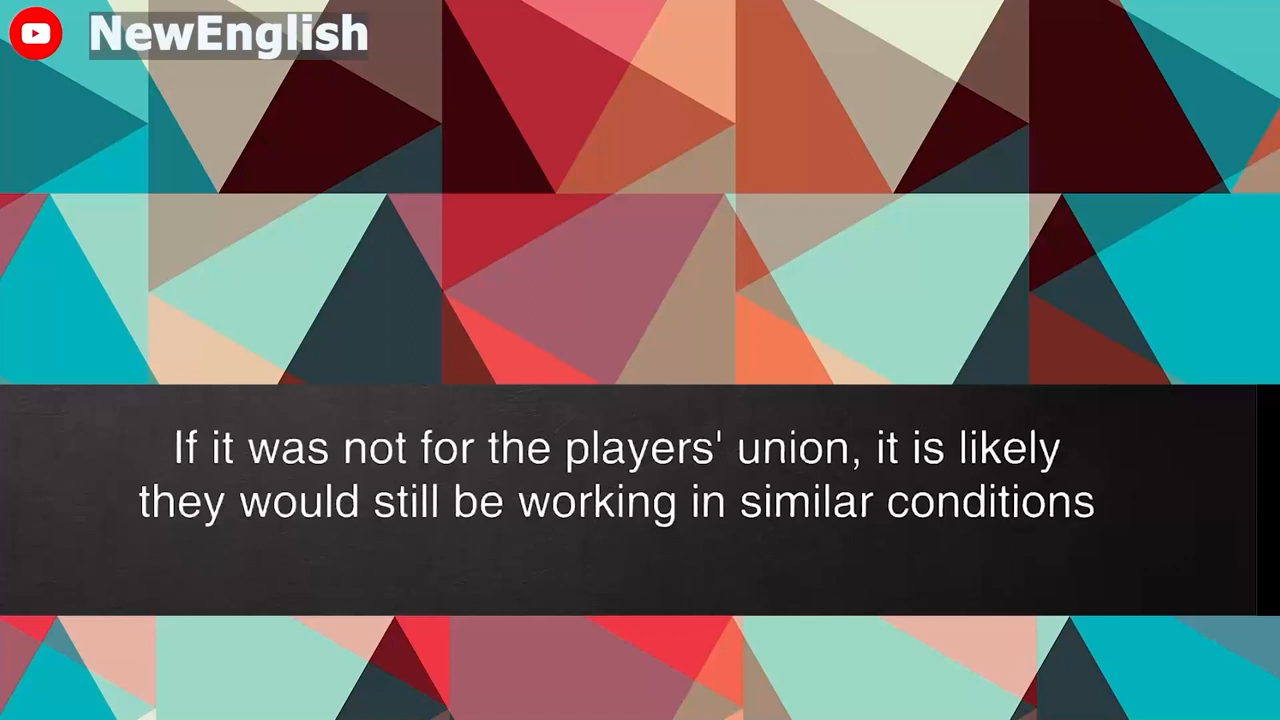 NewEnglish
If it was not for the players' union, it is likely
they would still be working in similar conditions